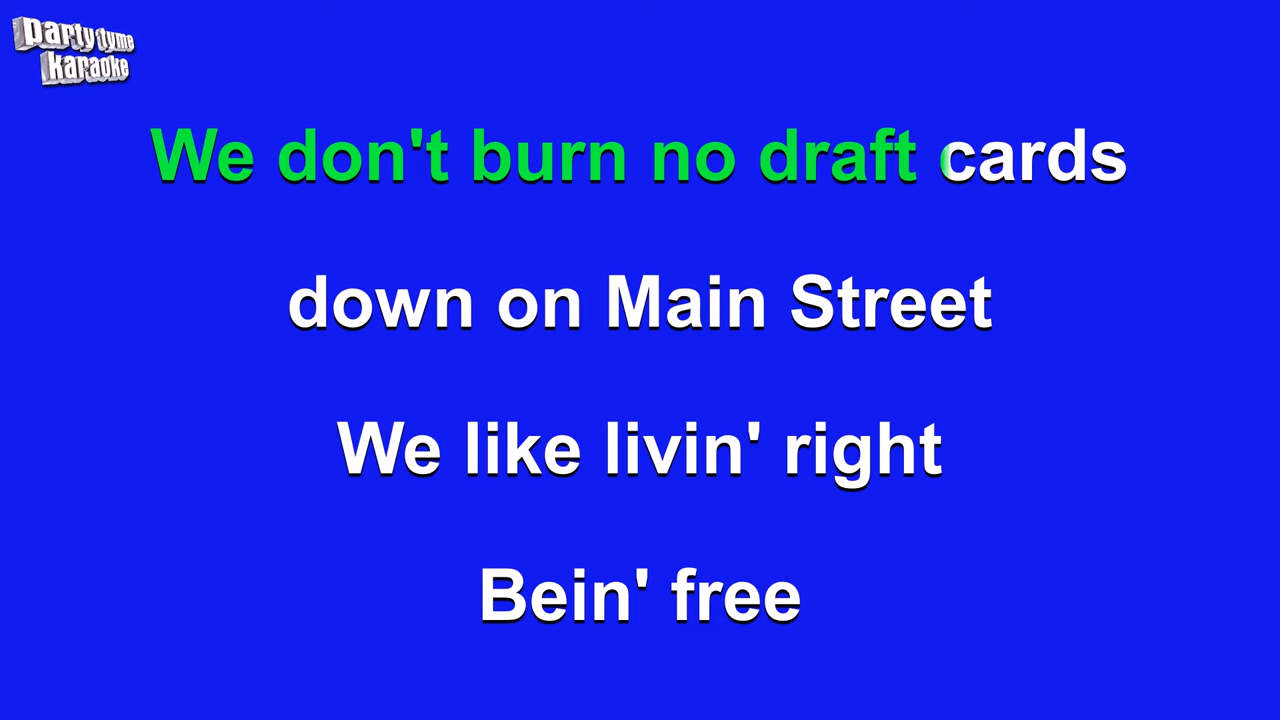 party tyme
karaoke
We don't burn no draft cards
down on Main Street
We like livin' right
Bein' free